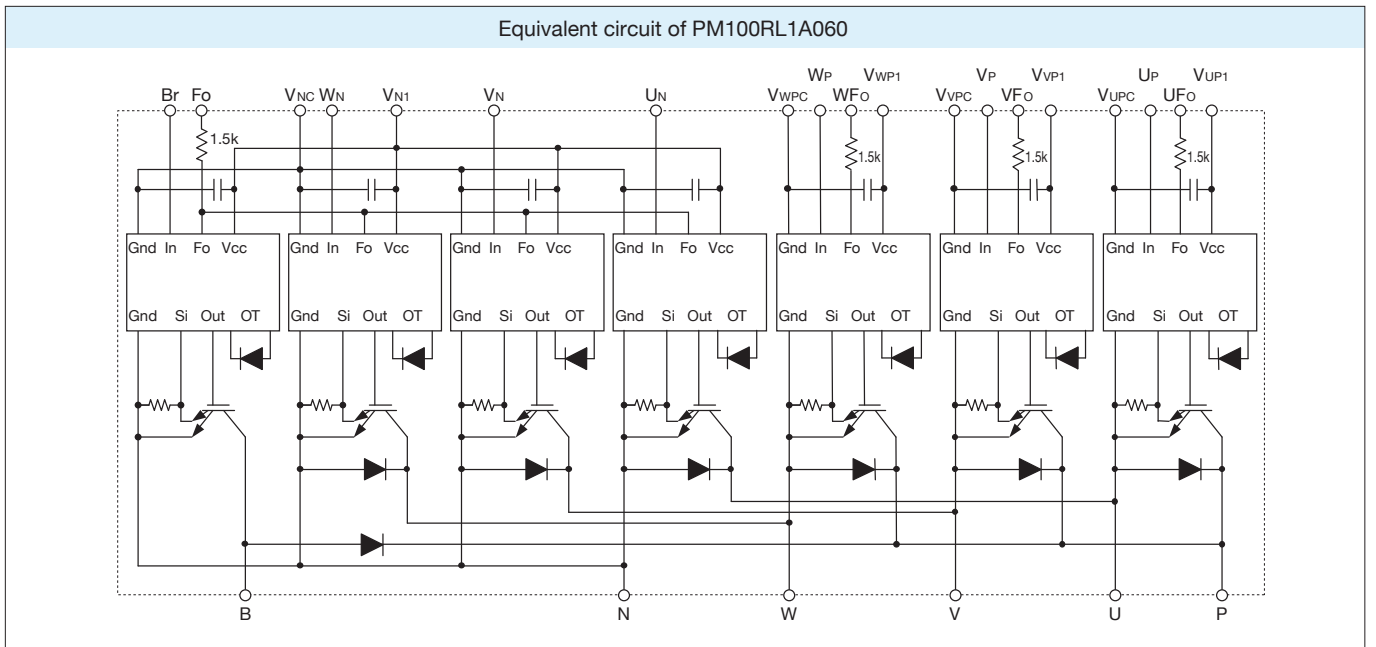 Equivalent circuit of PM100RL1A060
WP VWP1 VP VVP1 UP VUP1
Br Fo VNC WN VN1 VN UN VWPC WFO VVPC VFO VUPC UFO
1.5k 1.5k 1.5k 1.5k
Gnd In Fo Vcc Gnd In Fo Vcc Gnd In Fo Vcc Gnd In Fo Vcc Gnd In Fo Vcc Gnd In Fo Vcc Gnd In Fo Vcc
Gnd Si Out OT Gnd Si Out OT Gnd Si Out OT Gnd Si Out OT Gnd Si Out OT Gnd Si Out OT Gnd Si Out OT
B N W V U P